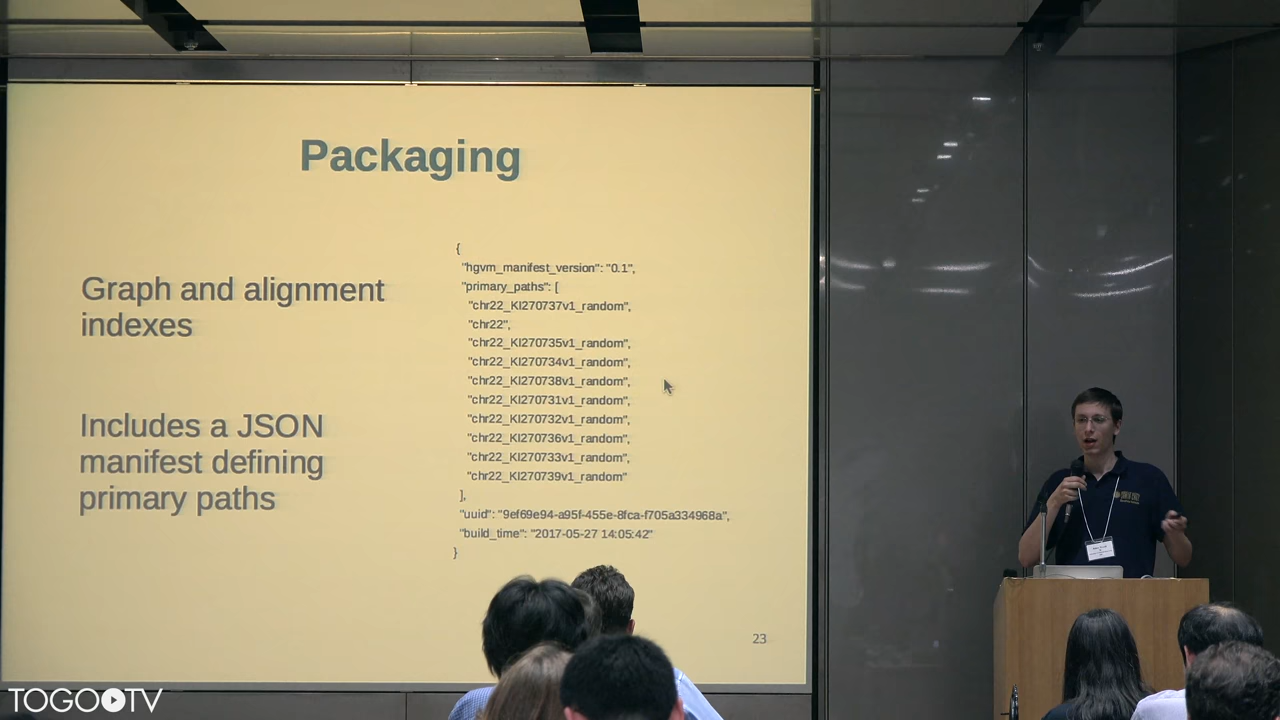 Packaging
Graph and alignment
indexes
Includes a JSON
manifest defining
primary paths
{
"hgvm_manifest_version": "0.1",
"primary_paths": [
"chr22_KI270737v1_random",
"chr22",
"chr22_KI270735v1_random",
"chr22_KI270734v1_random",
"chr22_KI270738v1_random",
"chr22_KI270731v1_random",
"chr22_KI270732v1_random",
"chr22_KI270736v1_random",
"chr22_KI270733v1_random",
"chr22_KI270739v1_random"
],
"uuid": "9ef69e94-a95f-455e-8fca-f705a334968a",
"build_time": "2017-05-27 14:05:42"
}
23
TOGOTV